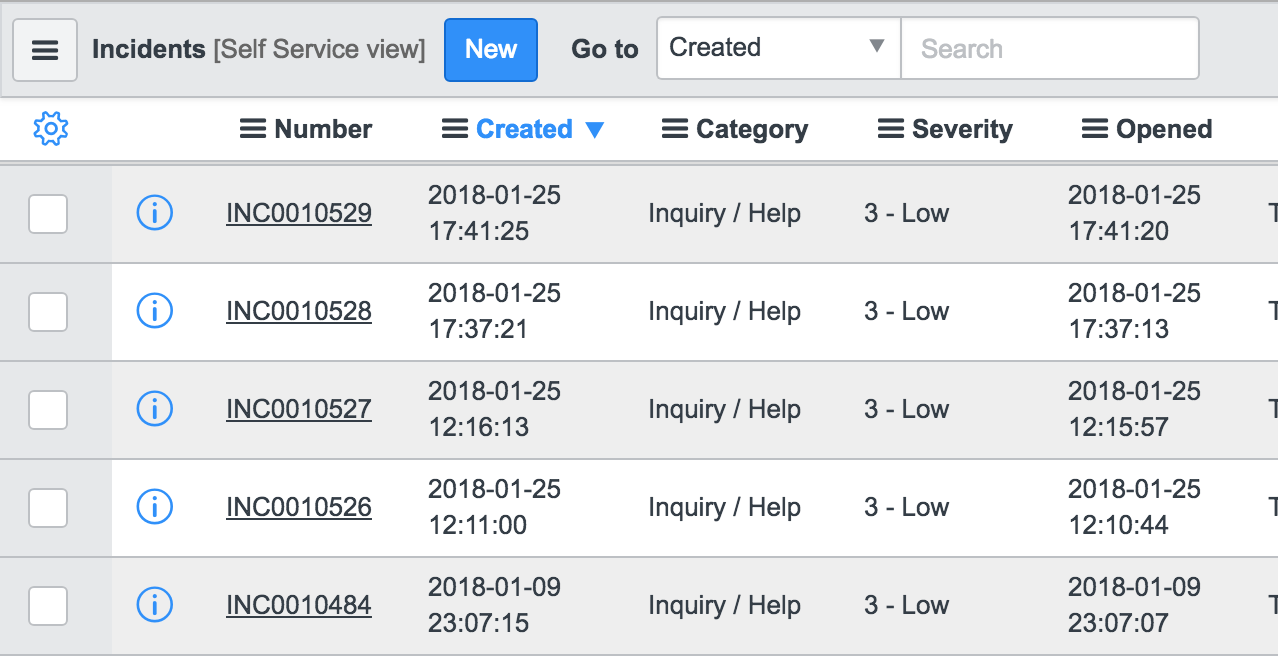 Incidents [Self Service view] New Go to Created Search
Number Created Category Severity Opened
INC0010529 2018-01-25 17:41:25 Inquiry / Help 3 - Low 2018-01-25 17:41:20 T
INC0010528 2018-01-25 17:37:21 Inquiry / Help 3 - Low 2018-01-25 17:37:13 T
INC0010527 2018-01-25 12:16:13 Inquiry / Help 3 - Low 2018-01-25 12:15:57 T
INC0010526 2018-01-25 12:11:00 Inquiry / Help 3 - Low 2018-01-25 12:10:44 T
INC0010484 2018-01-09 23:07:15 Inquiry / Help 3 - Low 2018-01-09 23:07:07 T